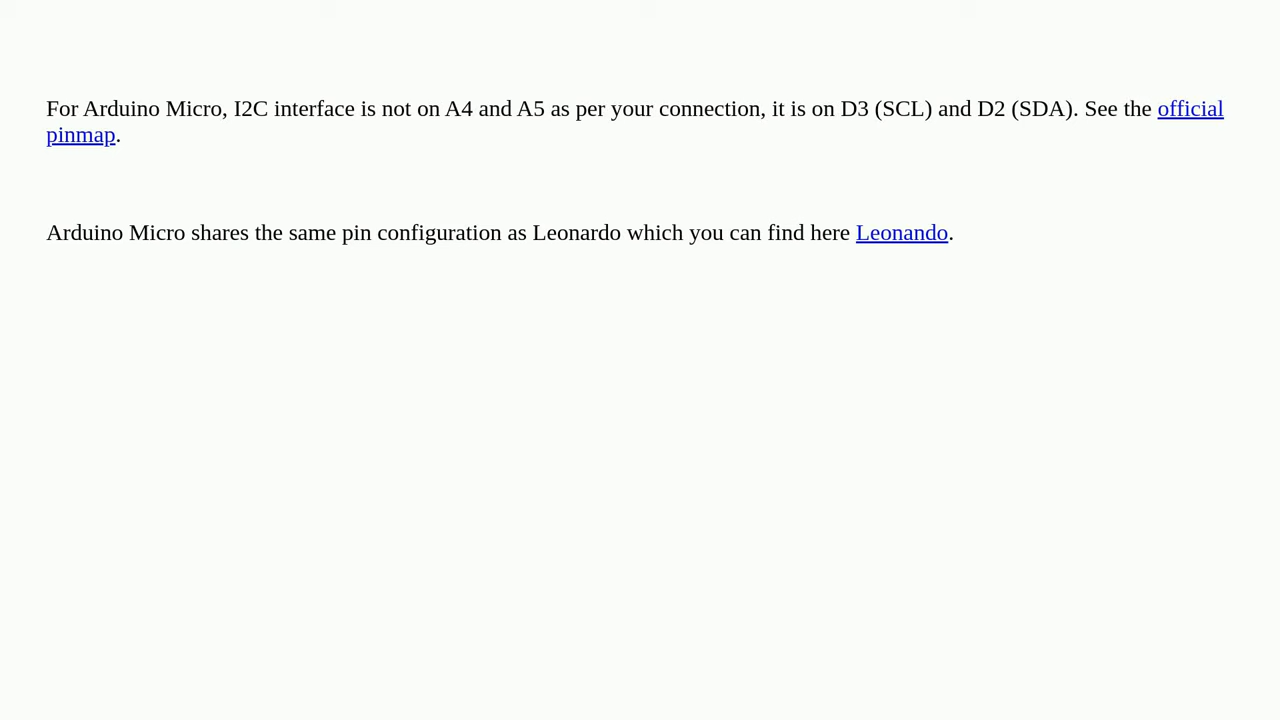 For Arduino Micro, I2C interface is not on A4 and A5 as per your connection, it is on D3 (SCL) and D2 (SDA). See the official
pinmap.
Arduino Micro shares the same pin configuration as Leonardo which you can find here Leonando.